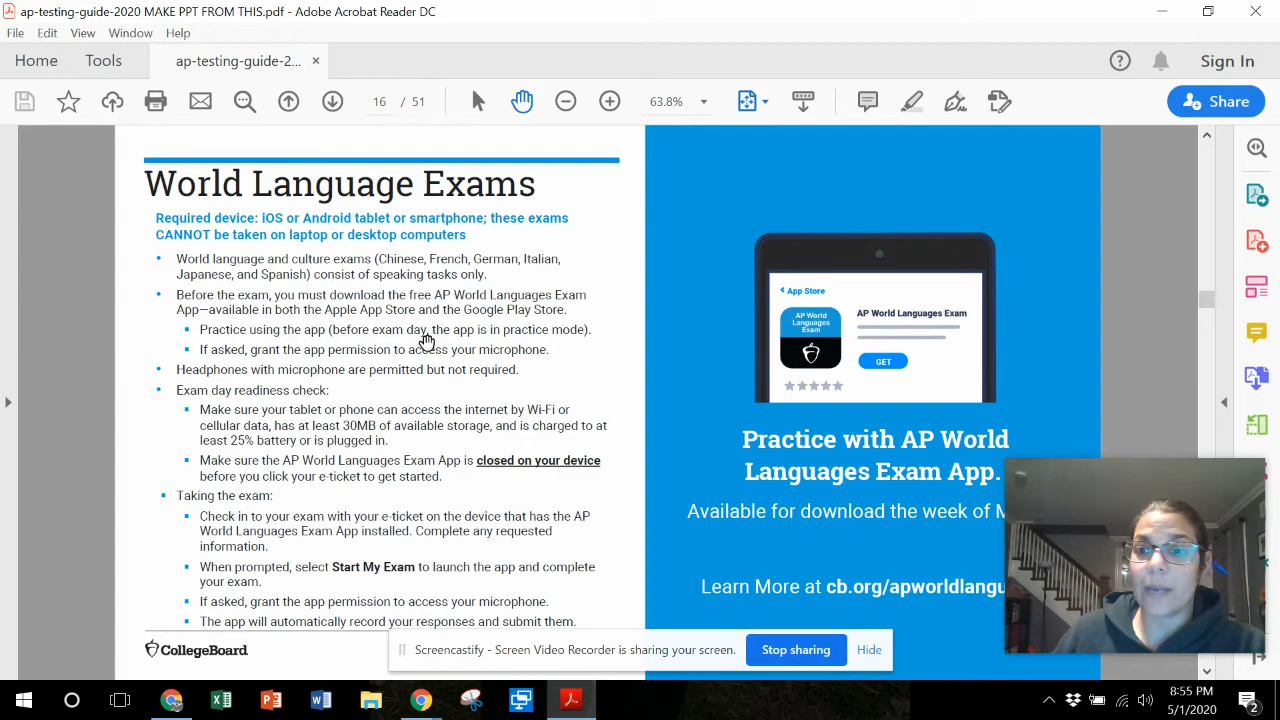 ap-testing-guide-2020 MAKE PPT FROM THIS.pdf - Adobe Acrobat Reader DC
File Edit View Window Help
Home Tools ap-testing-guide-2... × Sign In
16 / 51 63.8% Share
World Language Exams
Required device: iOS or Android tablet or smartphone; these exams
CANNOT be taken on laptop or desktop computers
• World language and culture exams (Chinese, French, German, Italian,
Japanese, and Spanish) consist of speaking tasks only.
• Before the exam, you must download the free AP World Languages Exam
App—available in both the Apple App Store and the Google Play Store.
▪ Practice using the app (before exam day, the app is in practice mode).
▪ If asked, grant the app permission to access your microphone.
• Headphones with microphone are permitted but not required.
• Exam day readiness check:
▪ Make sure your tablet or phone can access the internet by Wi-Fi or
cellular data, has at least 30MB of available storage, and is charged to at
least 25% battery or is plugged in.
▪ Make sure the AP World Languages Exam App is closed on your device
before you click your e-ticket to get started.
▪ Taking the exam:
▪ Check in to your exam with your e-ticket on the device that has the AP
World Languages Exam App installed. Complete any requested
information.
▪ When prompted, select Start My Exam to launch the app and complete
your exam.
▪ If asked, grant the app permission to access your microphone.
▪ The app will automatically record your responses and submit them.
CollegeBoard
App Store
AP World
Languages
Exam
AP World Languages Exam
GET
Practice with AP World
Languages Exam App.
Available for download the week of M
Learn More at cb.org/apworldlangu
Screencastify - Screen Video Recorder is sharing your screen. Stop sharing Hide
8:55 PM
5/1/2020
2